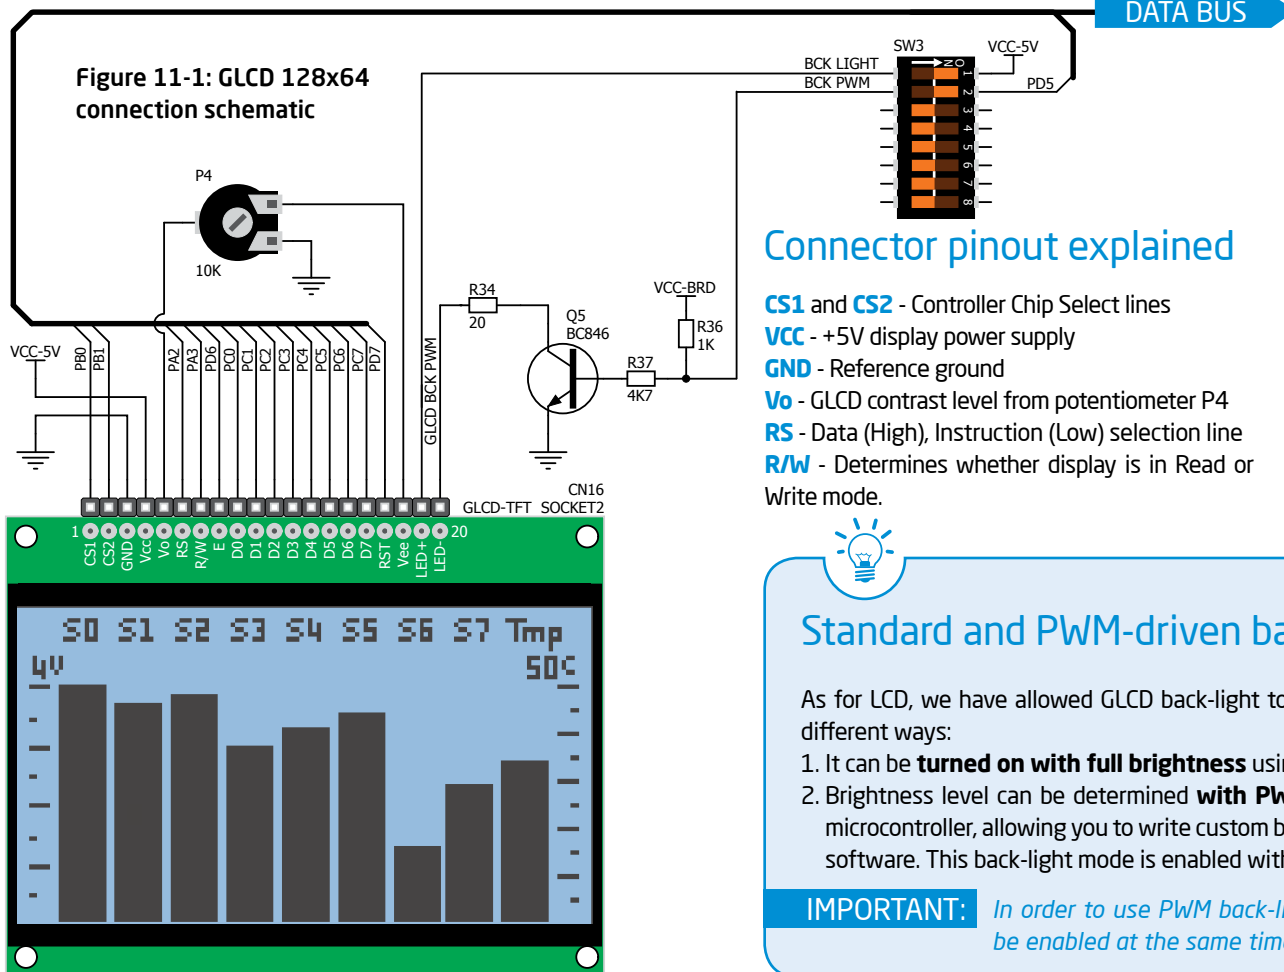 DATA BUS
Figure 11-1: GLCD 128x64
connection schematic
BCK LIGHT
BCK PWM
SW3
VCC-5V
PD5
O
N
1
2
3
4
5
6
7
8
P4
10K
R34
20
Q5
BC846
VCC-BRD
R36
1K
R37
4K7
VCC-5V
PB0
PB1
PA2
PA3
PD6
PC0
PC1
PC2
PC3
PC4
PC5
PC6
PC7
PD7
GLCD BCK PWM
CN16
GLCD-TFT SOCKET2
1
20
CS1
CS2
GND
Vcc
Vo
RS
R/W
E
D0
D1
D2
D3
D4
D5
D6
D7
RST
Vee
LED+
LED-
S0 S1 S2 S3 S4 S5 S6 S7 Tmp
4V
50C
Connector pinout explained
CS1 and CS2 - Controller Chip Select lines
VCC - +5V display power supply
GND - Reference ground
Vo - GLCD contrast level from potentiometer P4
RS - Data (High), Instruction (Low) selection line
R/W - Determines whether display is in Read or
Write mode.
Standard and PWM-driven ba
As for LCD, we have allowed GLCD back-light to
different ways:
1. It can be turned on with full brightness usin
2. Brightness level can be determined with PW
microcontroller, allowing you to write custom b
software. This back-light mode is enabled with
IMPORTANT:
In order to use PWM back-li
be enabled at the same time